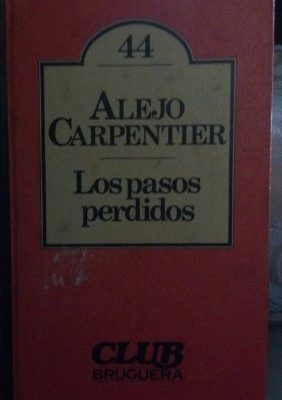 44
ALEJO
CARPENTIER
Los pasos
perdidos
CLUB
BRUGUERA